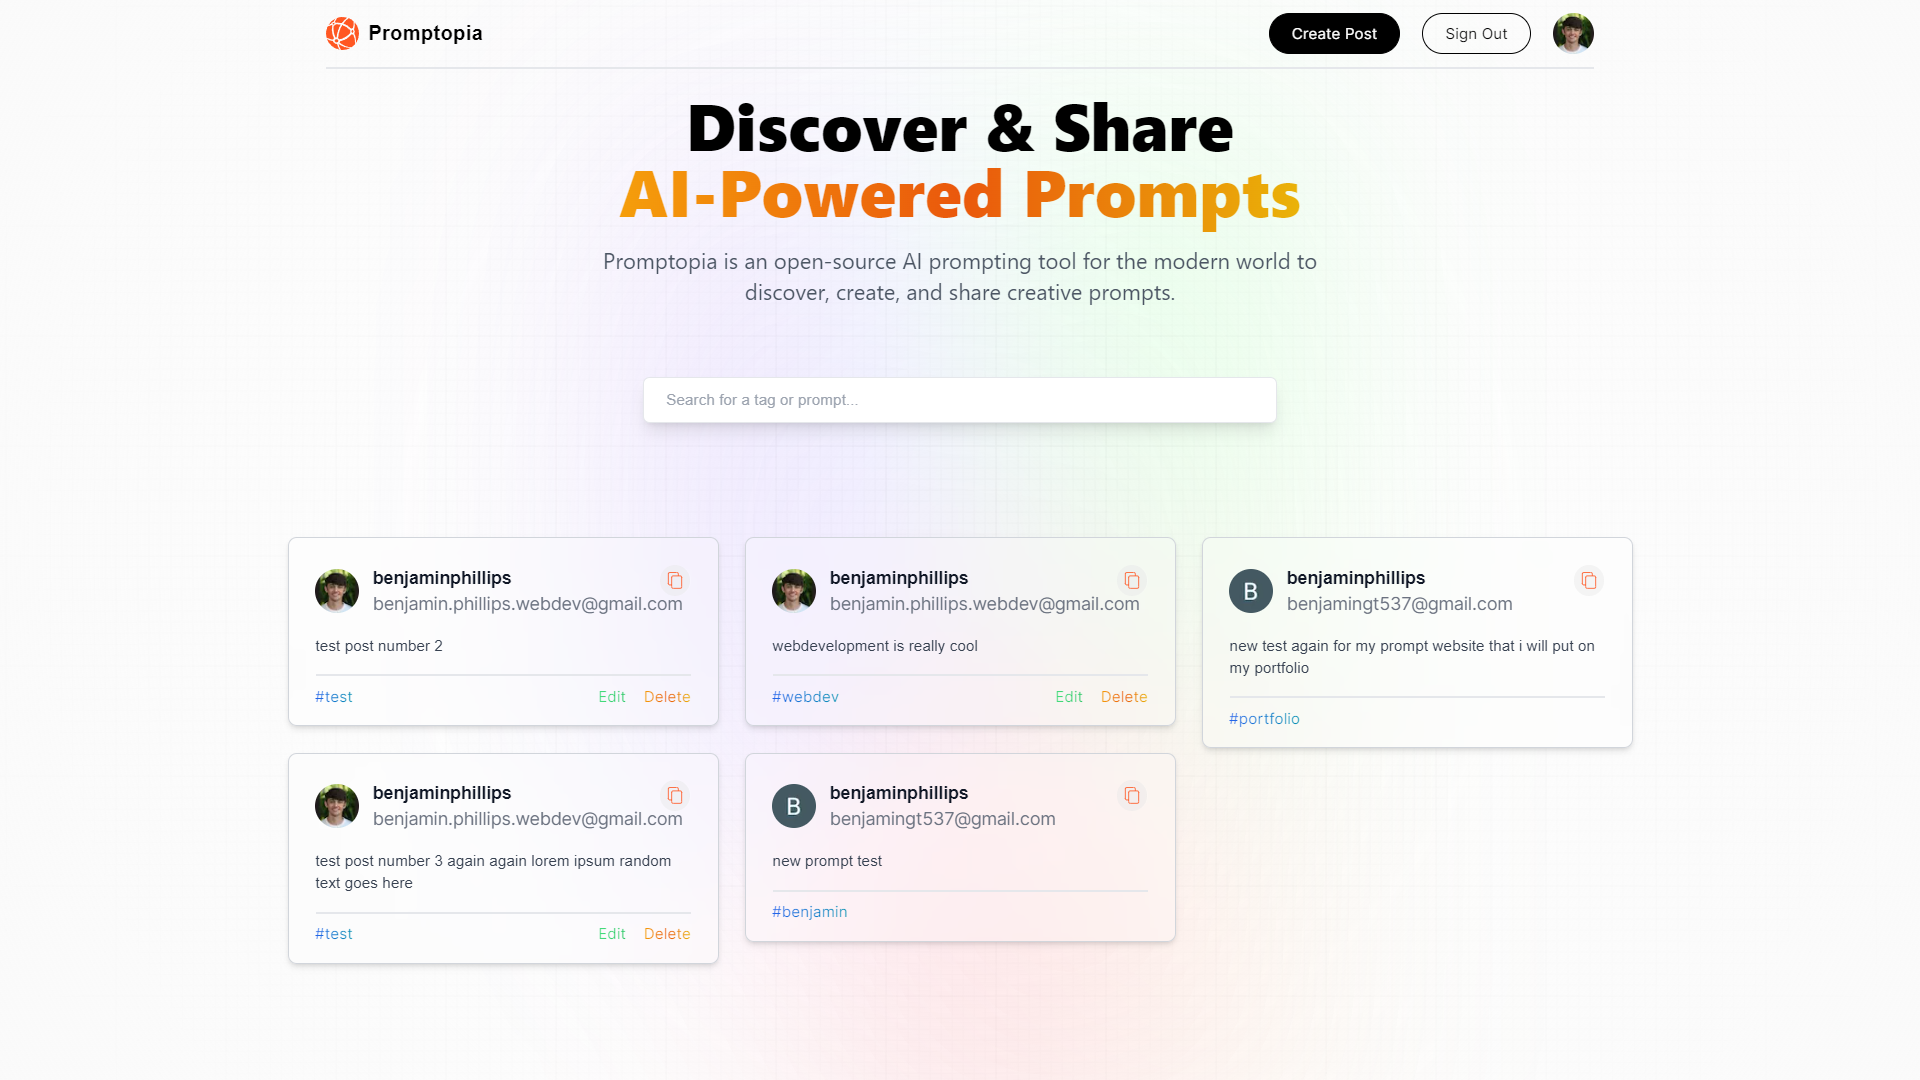 Promptopia
Create Post
Sign Out
Discover & Share
AI-Powered Prompts
Promptopia is an open-source AI prompting tool for the modern world to
discover, create, and share creative prompts.
Search for a tag or prompt...
benjaminphillips
benjamin.phillips.webdev@gmail.com
test post number 2
#test
Edit Delete
benjaminphillips
benjamin.phillips.webdev@gmail.com
webdevelopment is really cool
#webdev
Edit Delete
B
benjaminphillips
benjamingt537@gmail.com
new test again for my prompt website that i will put on
my portfolio
#portfolio
benjaminphillips
benjamin.phillips.webdev@gmail.com
test post number 3 again again lorem ipsum random
text goes here
#test
Edit Delete
B
benjaminphillips
benjamingt537@gmail.com
new prompt test
#benjamin